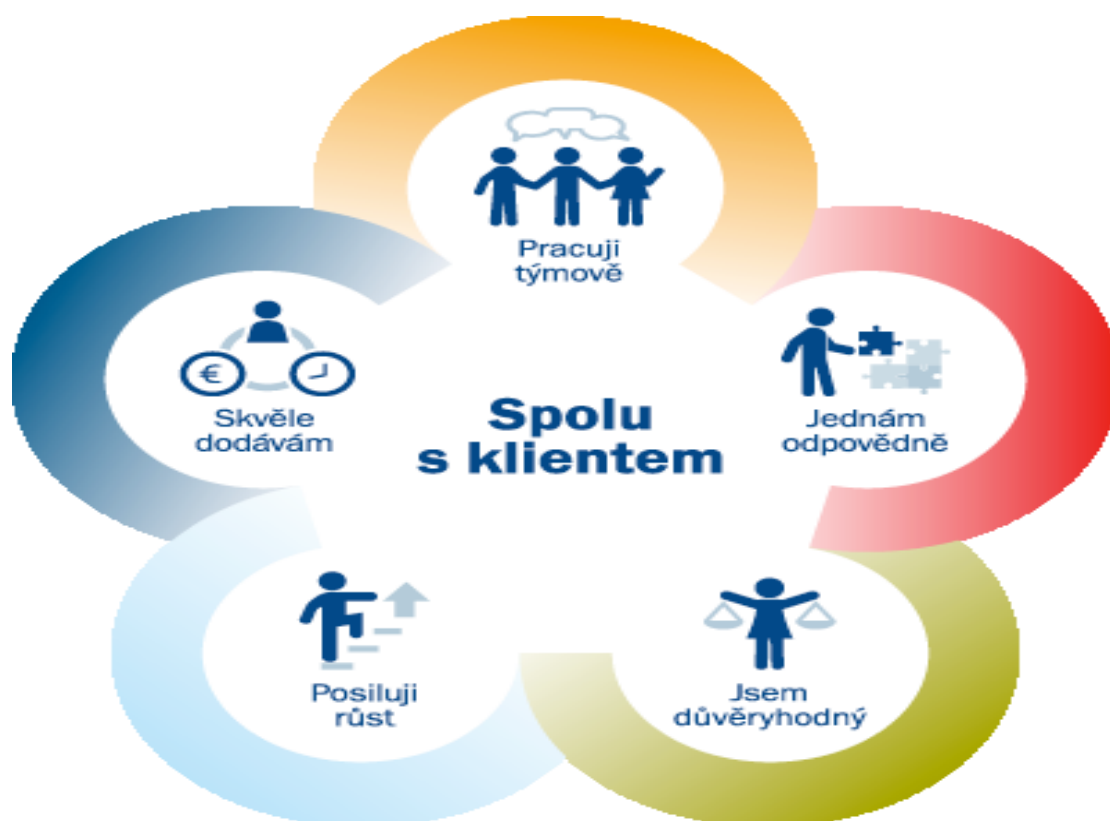 Pracuji
týmově
Skvěle
dodávám
Spolu
s klientem
Jednám
odpovědně
Posiluji
růst
Jsem
důvěryhodný
€